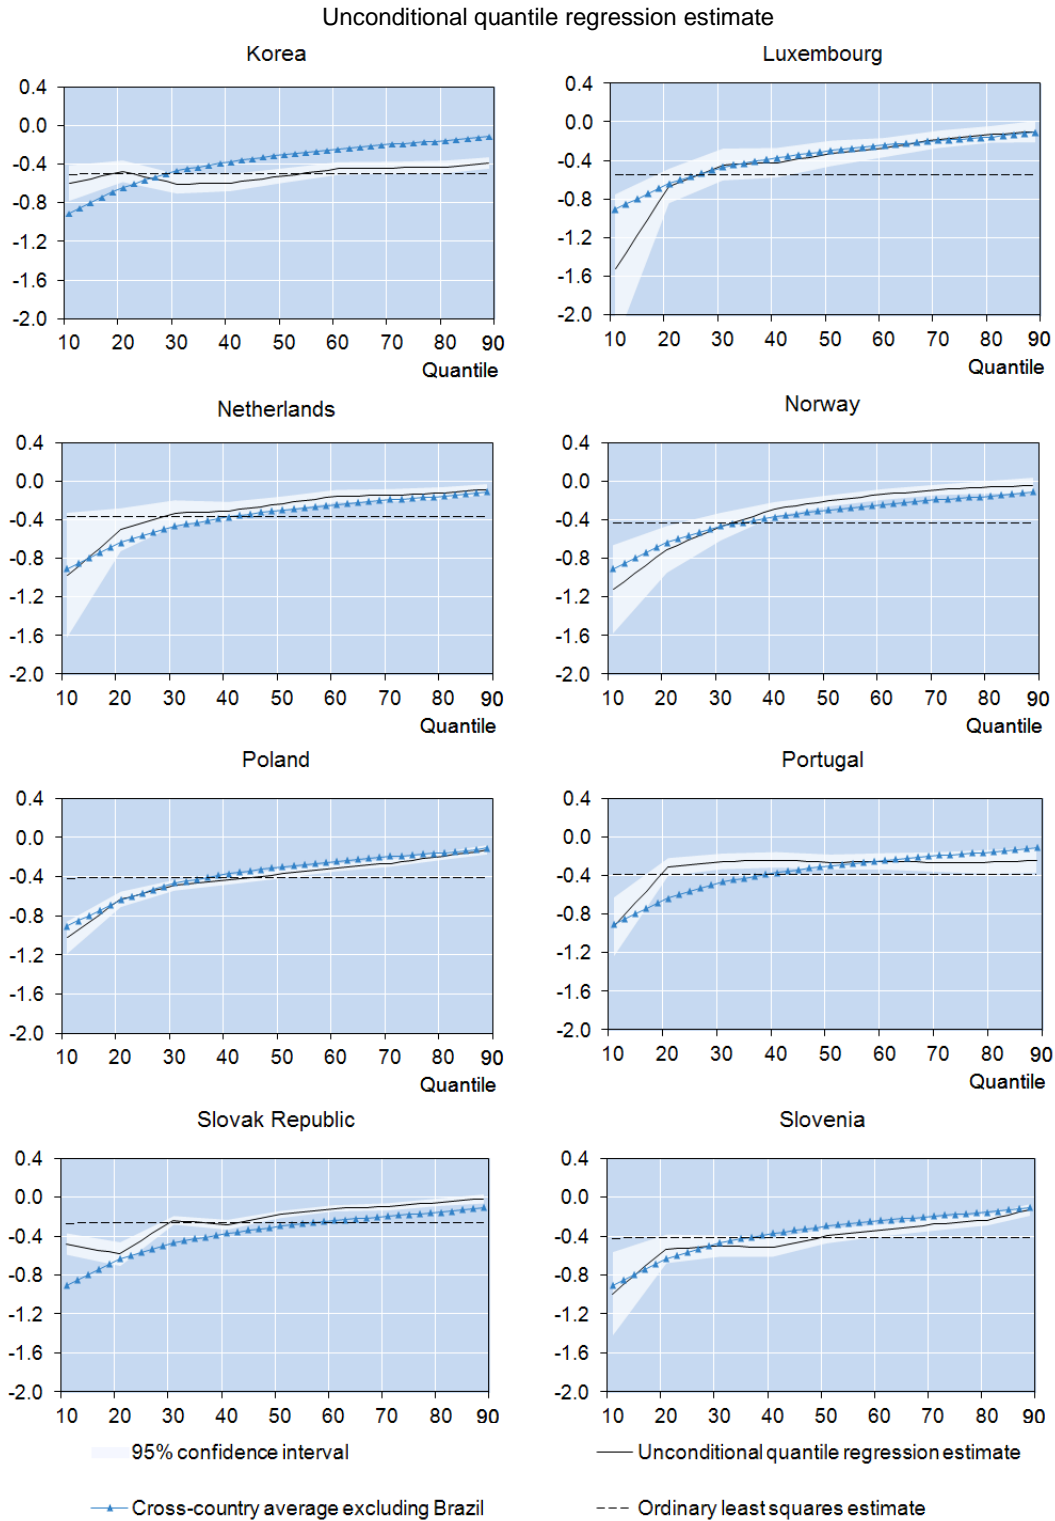 Unconditional quantile regression estimate
Korea
Luxembourg
0.4
0.0
-0.4
-0.8
-1.2
-1.6
-2.0
10 20 30 40 50 60 70 80 90
Quantile
0.4
0.0
-0.4
-0.8
-1.2
-1.6
-2.0
10 20 30 40 50 60 70 80 90
Quantile
Netherlands
Norway
0.4
0.0
-0.4
-0.8
-1.2
-1.6
-2.0
10 20 30 40 50 60 70 80 90
Quantile
0.4
0.0
-0.4
-0.8
-1.2
-1.6
-2.0
10 20 30 40 50 60 70 80 90
Quantile
Poland
Portugal
0.4
0.0
-0.4
-0.8
-1.2
-1.6
-2.0
10 20 30 40 50 60 70 80 90
Quantile
0.4
0.0
-0.4
-0.8
-1.2
-1.6
-2.0
10 20 30 40 50 60 70 80 90
Quantile
Slovak Republic
Slovenia
0.4
0.0
-0.4
-0.8
-1.2
-1.6
-2.0
10 20 30 40 50 60 70 80 90
0.4
0.0
-0.4
-0.8
-1.2
-1.6
-2.0
10 20 30 40 50 60 70 80 90
95% confidence interval
Unconditional quantile regression estimate
Cross-country average excluding Brazil
Ordinary least squares estimate